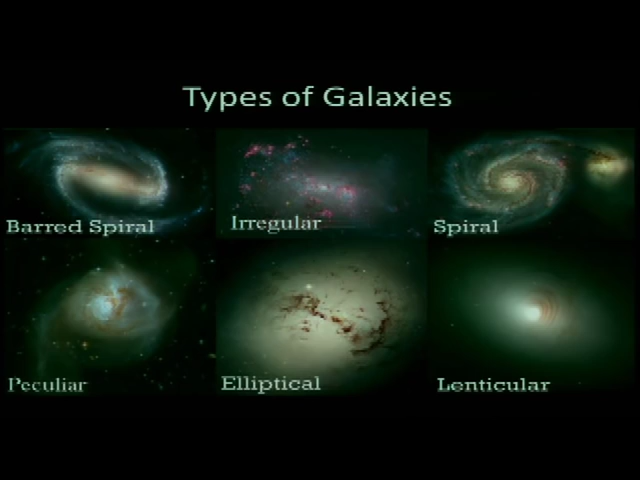 Types of Galaxies
Barred Spiral
Irregular
Spiral
Peculiar
Elliptical
Lenticular